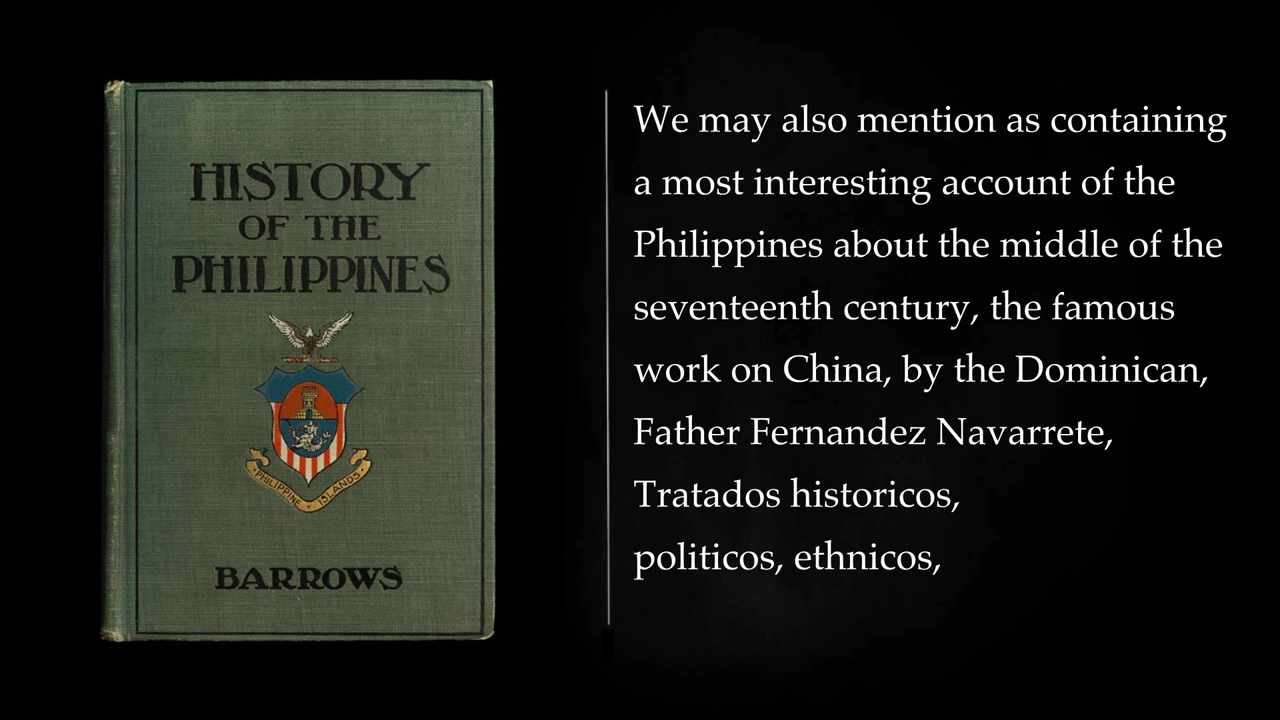 HISTORY
OF THE
PHILIPPINES
PHILIPPINE ISLANDS
BARROWS
We may also mention as containing
a most interesting account of the
Philippines about the middle of the
seventeenth century, the famous
work on China, by the Dominican,
Father Fernandez Navarrete,
Tratados historicos,
politicos, ethnicos,